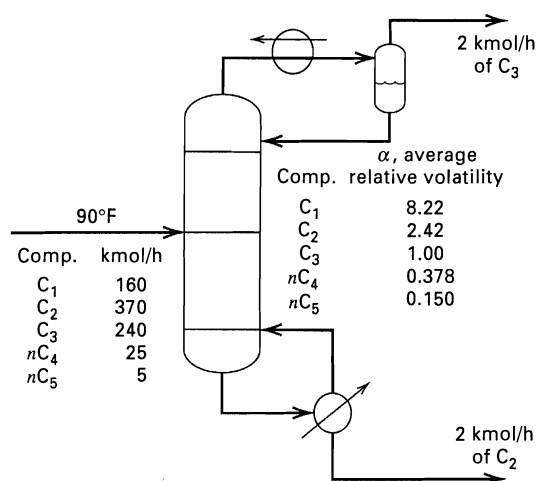 2 kmol/h
of C₃
α, average
Comp. relative volatility
C₁ 8.22
C₂ 2.42
C₃ 1.00
nC₄ 0.378
nC₅ 0.150
90°F
Comp. kmol/h
C₁ 160
C₂ 370
C₃ 240
nC₄ 25
nC₅ 5
2 kmol/h
of C₂